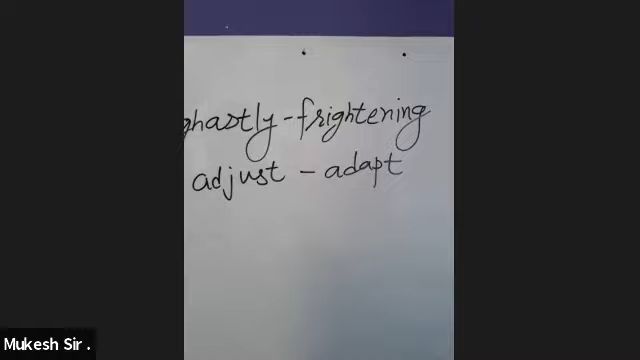 ghastly - frightening
adjust - adapt
Mukesh Sir .